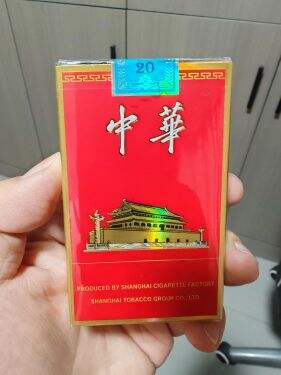 20
中華
PRODUCED BY SHANGHAI CIGARETTE FACTORY
SHANGHAI TOBACCO GROUP CO., LTD.